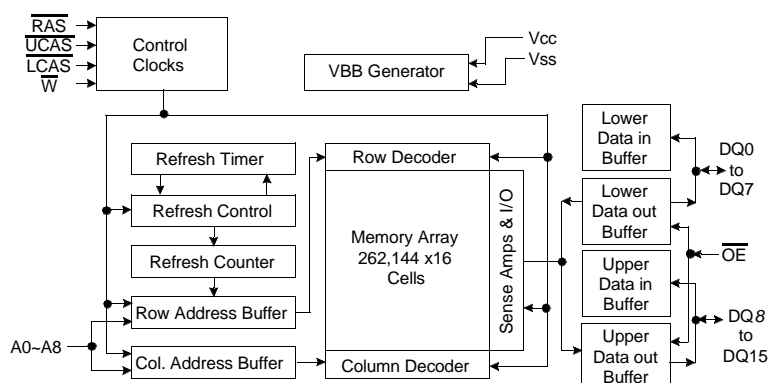 RAS
UCAS
LCAS
W
Control
Clocks
VBB Generator
Vcc
Vss
Refresh Timer
Refresh Control
Refresh Counter
Row Address Buffer
Col. Address Buffer
A0~A8
Row Decoder
Memory Array
262,144 x16
Cells
Column Decoder
Sense Amps & I/O
Lower
Data in
Buffer
Lower
Data out
Buffer
Upper
Data in
Buffer
Upper
Data out
Buffer
DQ0
to
DQ7
OE
DQ8
to
DQ15